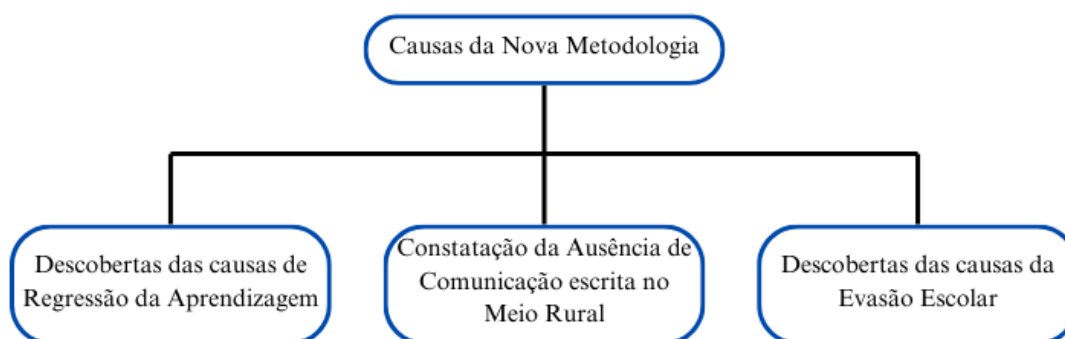 Causas da Nova Metodologia
Descobertas das causas de
Regressão da Aprendizagem
Constatação da Ausência de
Comunicação escrita no
Meio Rural
Descobertas das causas da
Evasão Escolar